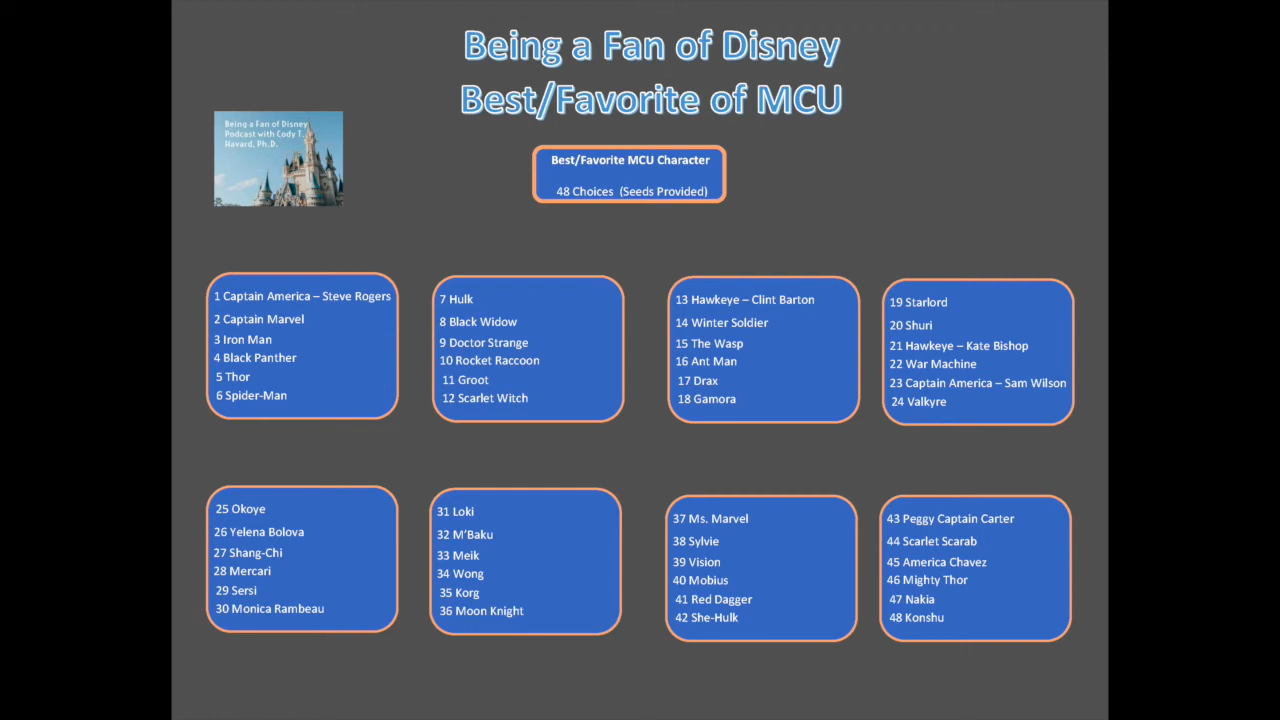 Being a Fan of Disney
Best/Favorite of MCU
Being a Fan of Disney
Podcast with Cody T.
Havard, Ph.D.
Best/Favorite MCU Character
48 Choices (Seeds Provided)
1 Captain America – Steve Rogers
2 Captain Marvel
3 Iron Man
4 Black Panther
5 Thor
6 Spider-Man
7 Hulk
8 Black Widow
9 Doctor Strange
10 Rocket Raccoon
11 Groot
12 Scarlet Witch
13 Hawkeye – Clint Barton
14 Winter Soldier
15 The Wasp
16 Ant Man
17 Drax
18 Gamora
19 Starlord
20 Shuri
21 Hawkeye – Kate Bishop
22 War Machine
23 Captain America – Sam Wilson
24 Valkyre
25 Okoye
26 Yelena Bolova
27 Shang-Chi
28 Mercari
29 Sersi
30 Monica Rambeau
31 Loki
32 M’Baku
33 Meik
34 Wong
35 Korg
36 Moon Knight
37 Ms. Marvel
38 Sylvie
39 Vision
40 Mobius
41 Red Dagger
42 She-Hulk
43 Peggy Captain Carter
44 Scarlet Scarab
45 America Chavez
46 Mighty Thor
47 Nakia
48 Konshu